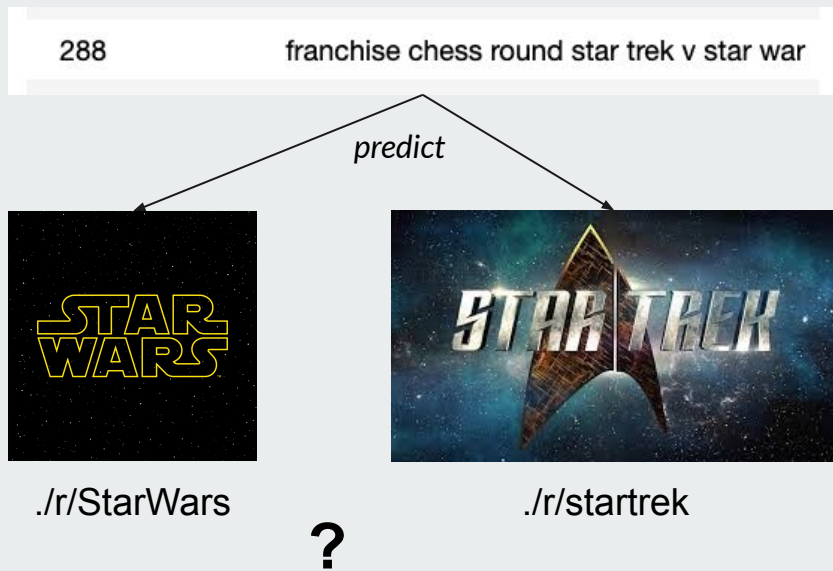 288 franchise chess round star trek v star war
predict
STAR
WARS
STAR TREK
./r/StarWars ./r/startrek
?